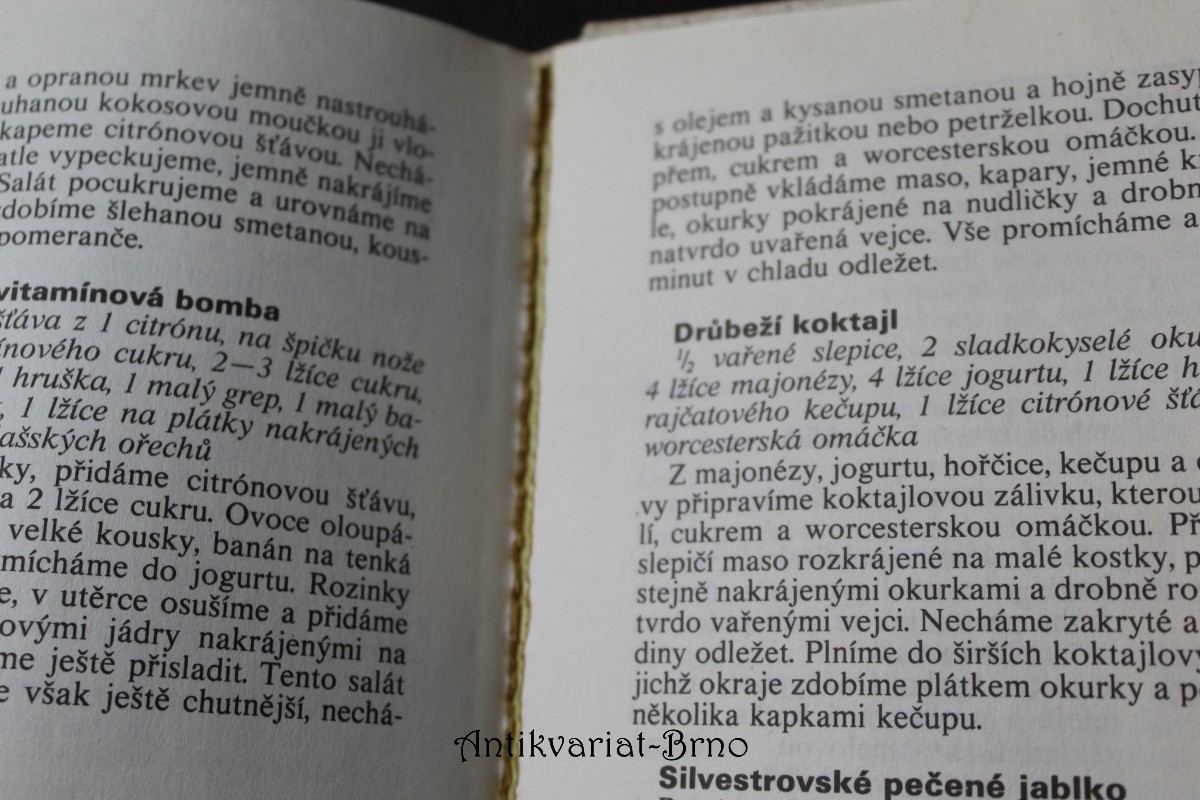 a opranou mrkev jemně nastrouhá-
uhanou kokosovou moučkou ji vlo-
kapeme citrónovou šťávou. Nechá-
atle vypeckujeme, jemně nakrájíme
Salát pocukrujeme a urovnáme na
zdobíme šlehanou smetanou, kous-
pomeranče.
vitamínová bomba
šťáva z 1 citrónu, na špičku nože
ínového cukru, 2—3 lžíce cukru,
1 hruška, 1 malý grep, 1 malý ba-
, 1 lžíce na plátky nakrájených
ašských ořechů
ky, přidáme citrónovou šťávu,
a 2 lžíce cukru. Ovoce oloupá-
velké kousky, banán na tenká
mícháme do jogurtu. Rozinky
e, v utěrce osušíme a přidáme
ovými jádry nakrájenými na
me ještě přisladit. Tento salát
e však ještě chutnější, nechá-
s olejem a kysanou smetanou a hojně zasyp
krájenou pažitkou nebo petrželkou. Dochut
přem, cukrem a worcesterskou omáčkou.
postupně vkládáme maso, kapary, jemné k
le, okurky pokrájené na nudličky a drobn
natvrdo uvařená vejce. Vše promícháme a
minut v chladu odležet.
Drůbeží koktajl
1/2 vařené slepice, 2 sladkokyselé oku
4 lžíce majonézy, 4 lžíce jogurtu, 1 lžíce h
rajčatového kečupu, 1 lžíce citrónové šťá
worcesterská omáčka
Z majonézy, jogurtu, hořčice, kečupu a
vy připravíme koktajlovou zálivku, kterou
lí, cukrem a worcesterskou omáčkou. Př
slepičí maso rozkrájené na malé kostky, p
stejně nakrájenými okurkami a drobně ro
tvrdo vařenými vejci. Necháme zakryté a
diny odležet. Plníme do širších koktajlov
jichž okraje zdobíme plátkem okurky a p
několika kapkami kečupu.
Silvestrovské pečené jablko
Antikvariat-Brno